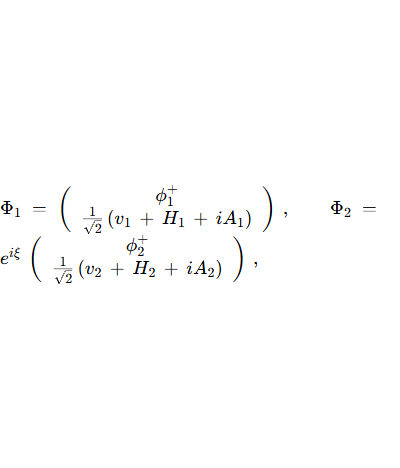 Φ₁ = ( ϕ₁⁺ ; 1/√2 (v₁ + H₁ + iA₁) ) , Φ₂ =
e^{iξ} ( ϕ₂⁺ ; 1/√2 (v₂ + H₂ + iA₂) ) ,